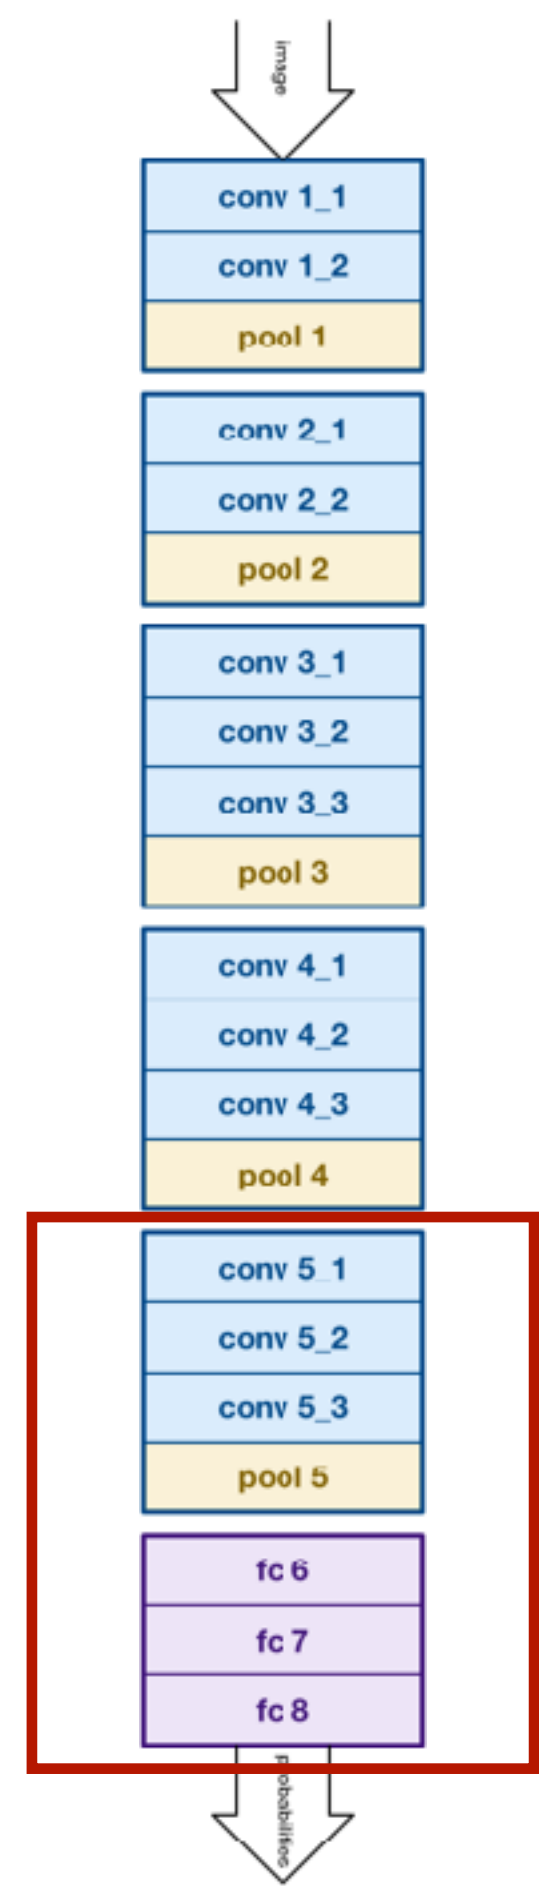 image
conv 1_1
conv 1_2
pool 1
conv 2_1
conv 2_2
pool 2
conv 3_1
conv 3_2
conv 3_3
pool 3
conv 4_1
conv 4_2
conv 4_3
pool 4
conv 5_1
conv 5_2
conv 5_3
pool 5
fc 6
fc 7
fc 8
probabilities